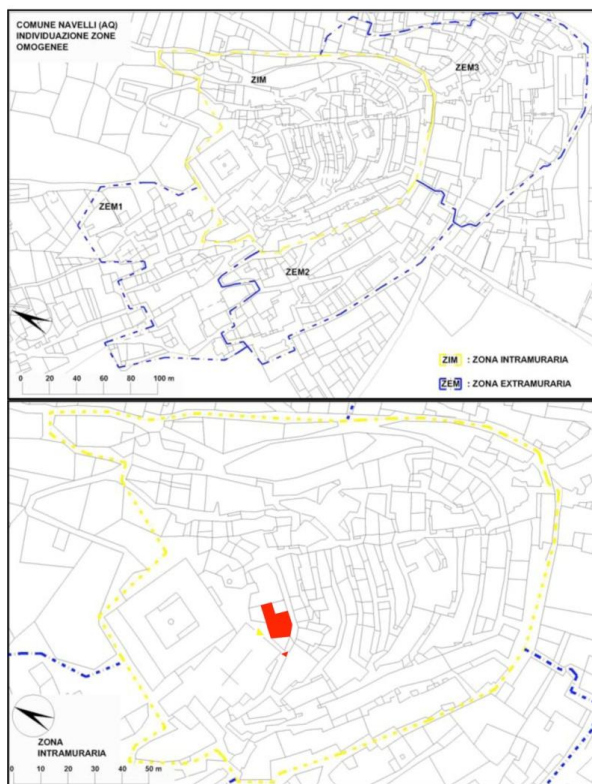 COMUNE NAVELLI (AQ)
INDIVIDUAZIONE ZONE
OMOGENEE
ZIM
ZEM3
ZEM1
ZEM2
ZIM : ZONA INTRAMURARIA
ZEM : ZONA EXTRAMURARIA
0 20 40 60 80 100 m
ZONA
INTRAMURARIA
0 10 20 30 40 50 m